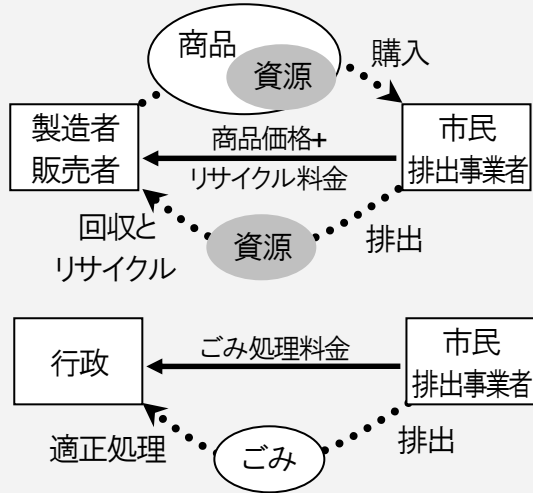 商品
資源
購入
製造者
販売者
商品価格+
リサイクル料金
市民
排出事業者
回収と
リサイクル
資源
排出
行政
ごみ処理料金
市民
排出事業者
適正処理
ごみ
排出